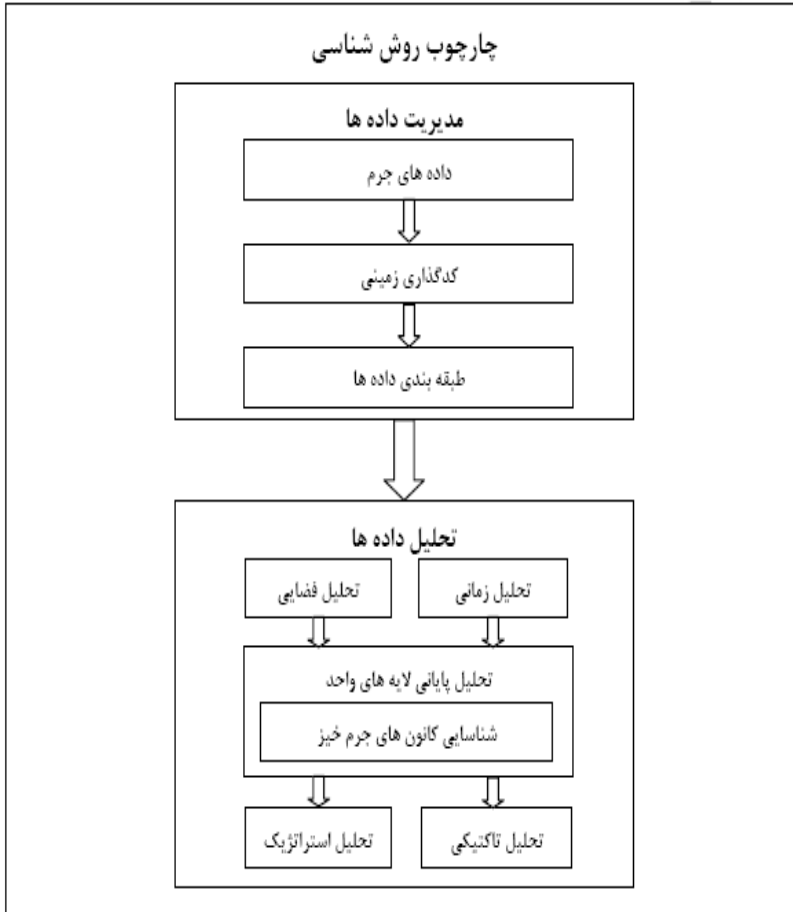 چارچوب روش شناسی
مدیریت داده ها
داده های جرم
کدگذاری زمینی
طبقه بندی داده ها
تحلیل داده ها
تحلیل زمانی
تحلیل فضایی
تحلیل پایانی لایه های واحد
شناسایی کانون های جرم خیز
تحلیل تاکتیکی
تحلیل استراتژیک